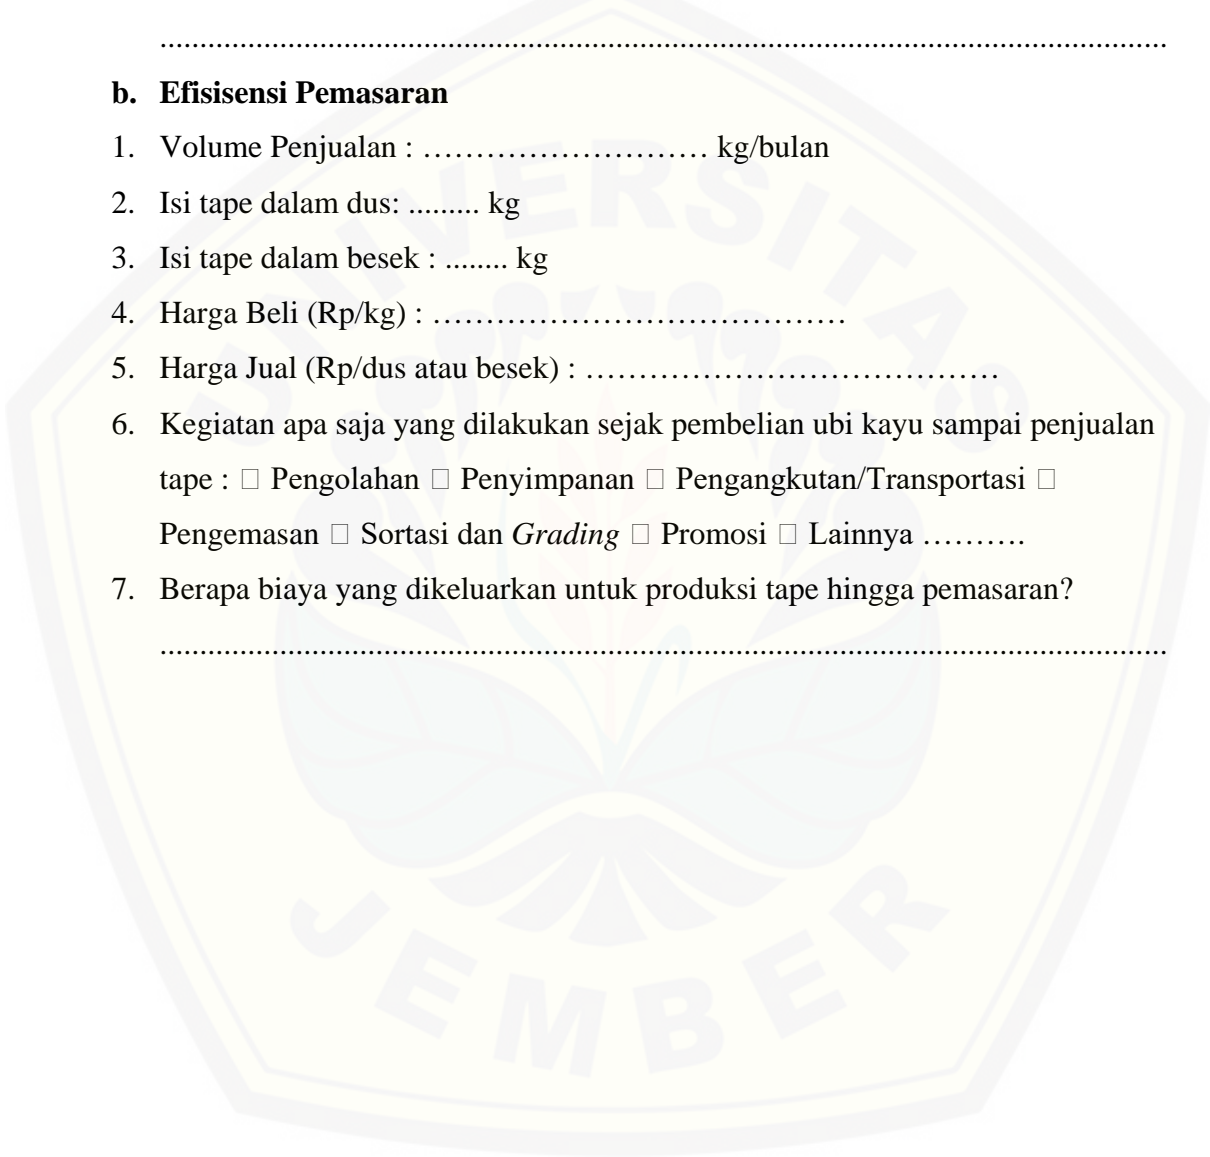 ................................................................................................................................
b. Efisisensi Pemasaran
1. Volume Penjualan : ……………………… kg/bulan
2. Isi tape dalam dus: ......... kg
3. Isi tape dalam besek : ........ kg
4. Harga Beli (Rp/kg) : …………………………………
5. Harga Jual (Rp/dus atau besek) : …………………………………
6. Kegiatan apa saja yang dilakukan sejak pembelian ubi kayu sampai penjualan
tape : □ Pengolahan □ Penyimpanan □ Pengangkutan/Transportasi □
Pengemasan □ Sortasi dan Grading □ Promosi □ Lainnya ……….
7. Berapa biaya yang dikeluarkan untuk produksi tape hingga pemasaran?
................................................................................................................................
UNIVERSITAS
JEMBER